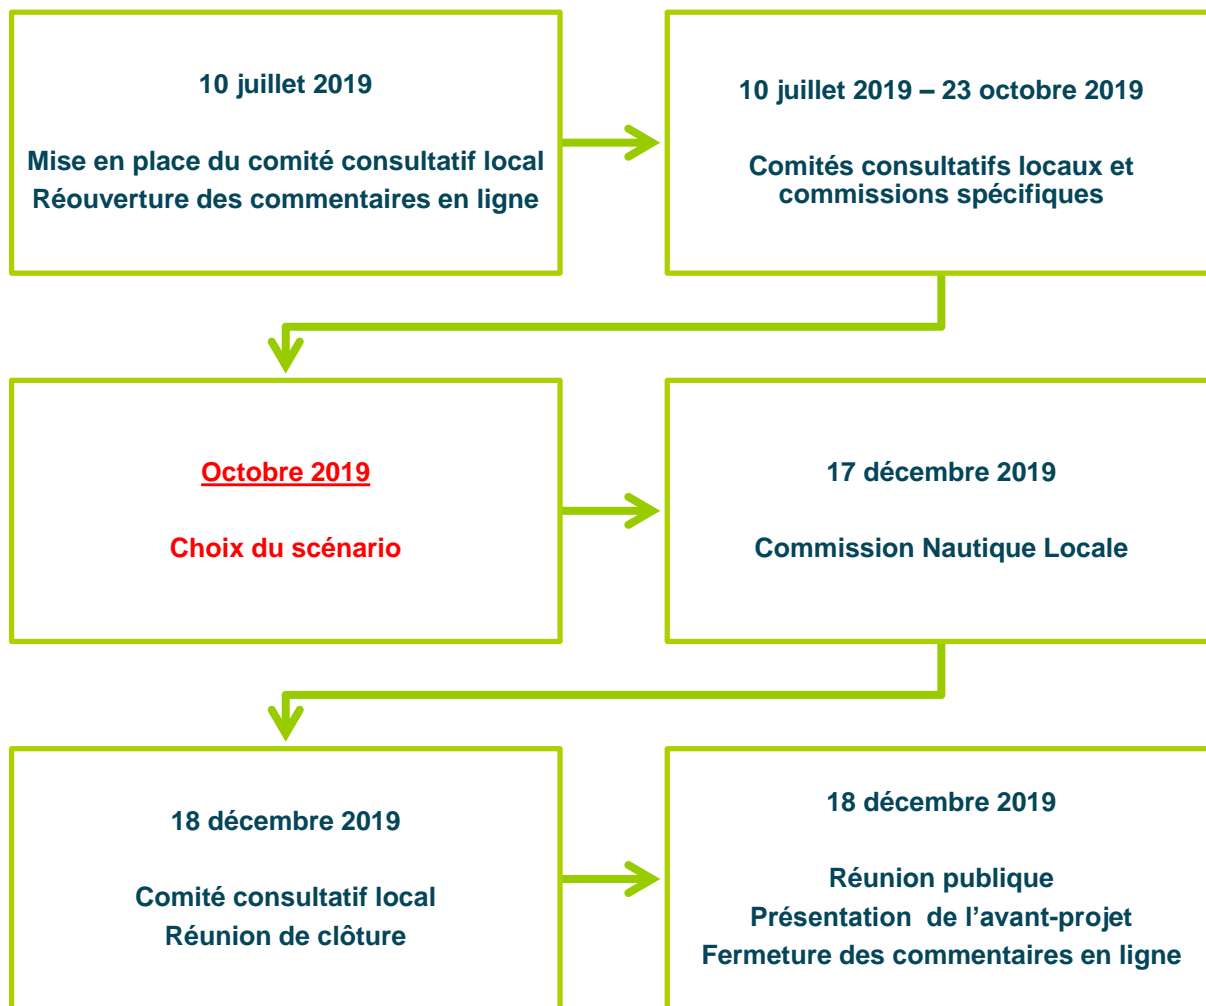 10 juillet 2019
Mise en place du comité consultatif local
Réouverture des commentaires en ligne
10 juillet 2019 – 23 octobre 2019
Comités consultatifs locaux et
commissions spécifiques
Octobre 2019
Choix du scénario
17 décembre 2019
Commission Nautique Locale
18 décembre 2019
Comité consultatif local
Réunion de clôture
18 décembre 2019
Réunion publique
Présentation de l’avant-projet
Fermeture des commentaires en ligne